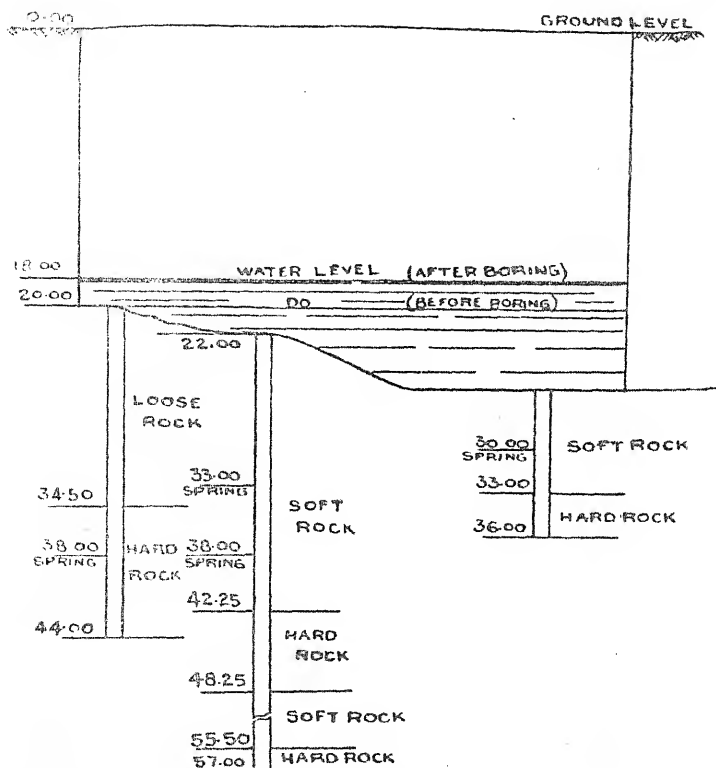 0.00
GROUND LEVEL
18.00
WATER LEVEL (AFTER BORING)
20.00
DO (BEFORE BORING)
22.00
LOOSE
ROCK
34.50
38.00
SPRING
HARD
ROCK
44.00
33.00
SPRING
38.00
SPRING
SOFT
ROCK
42.25
HARD
ROCK
48.25
SOFT ROCK
55.50
57.00
HARD ROCK
30.00
SPRING
SOFT ROCK
33.00
36.00
HARD ROCK